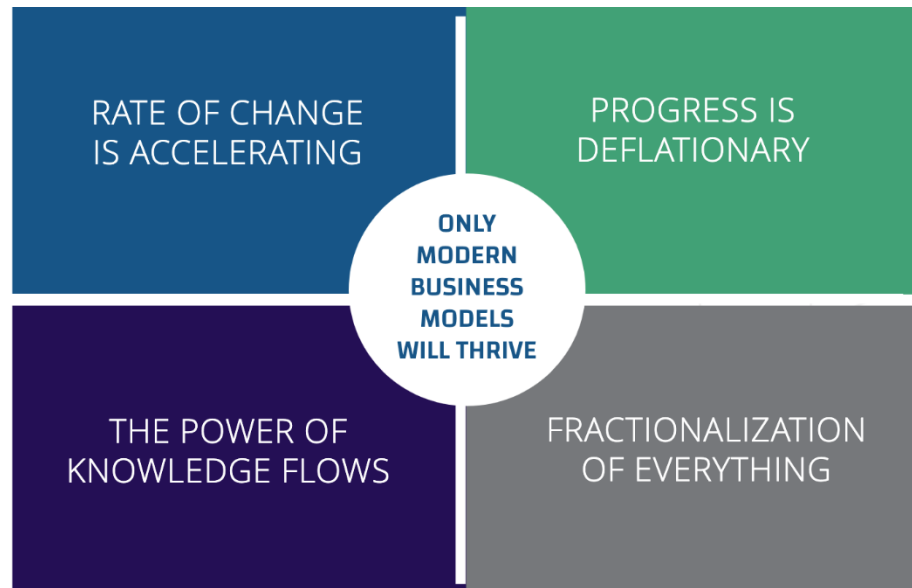 RATE OF CHANGE
IS ACCELERATING
PROGRESS IS
DEFLATIONARY
ONLY
MODERN
BUSINESS
MODELS
WILL THRIVE
THE POWER OF
KNOWLEDGE FLOWS
FRACTIONALIZATION
OF EVERYTHING